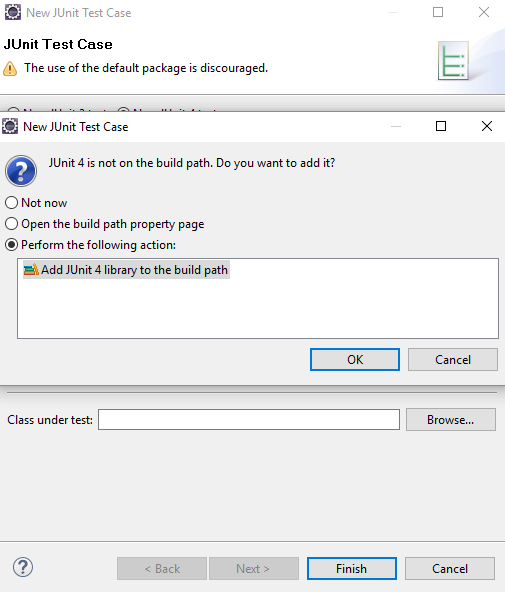 New JUnit Test Case
JUnit Test Case
The use of the default package is discouraged.
New JUnit Test Case
JUnit 4 is not on the build path. Do you want to add it?
Not now
Open the build path property page
Perform the following action:
Add JUnit 4 library to the build path
OK Cancel
Class under test: Browse...
< Back Next > Finish Cancel